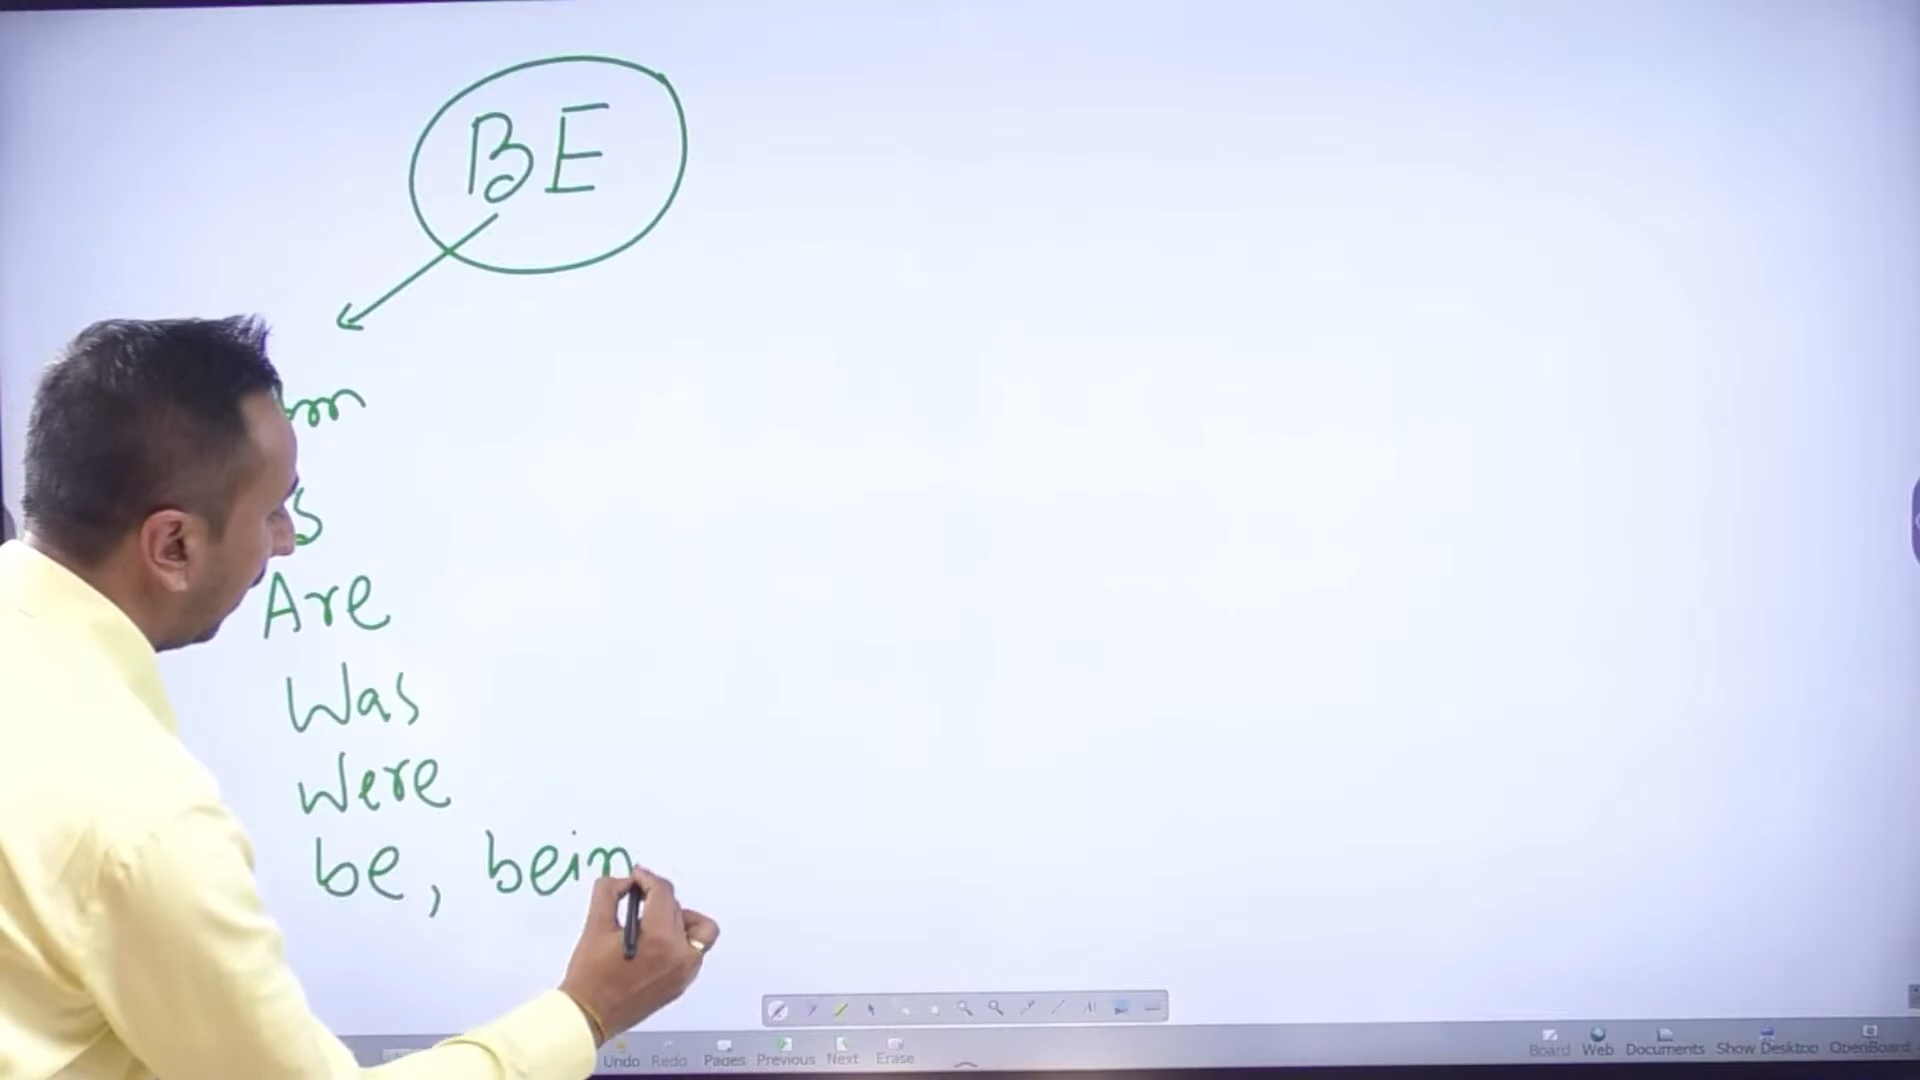 BE
Are
Was
Were
be, bein
Undo Redo Pages Previous Next Erase
Board Web Documents Show Desktop OpenBoard